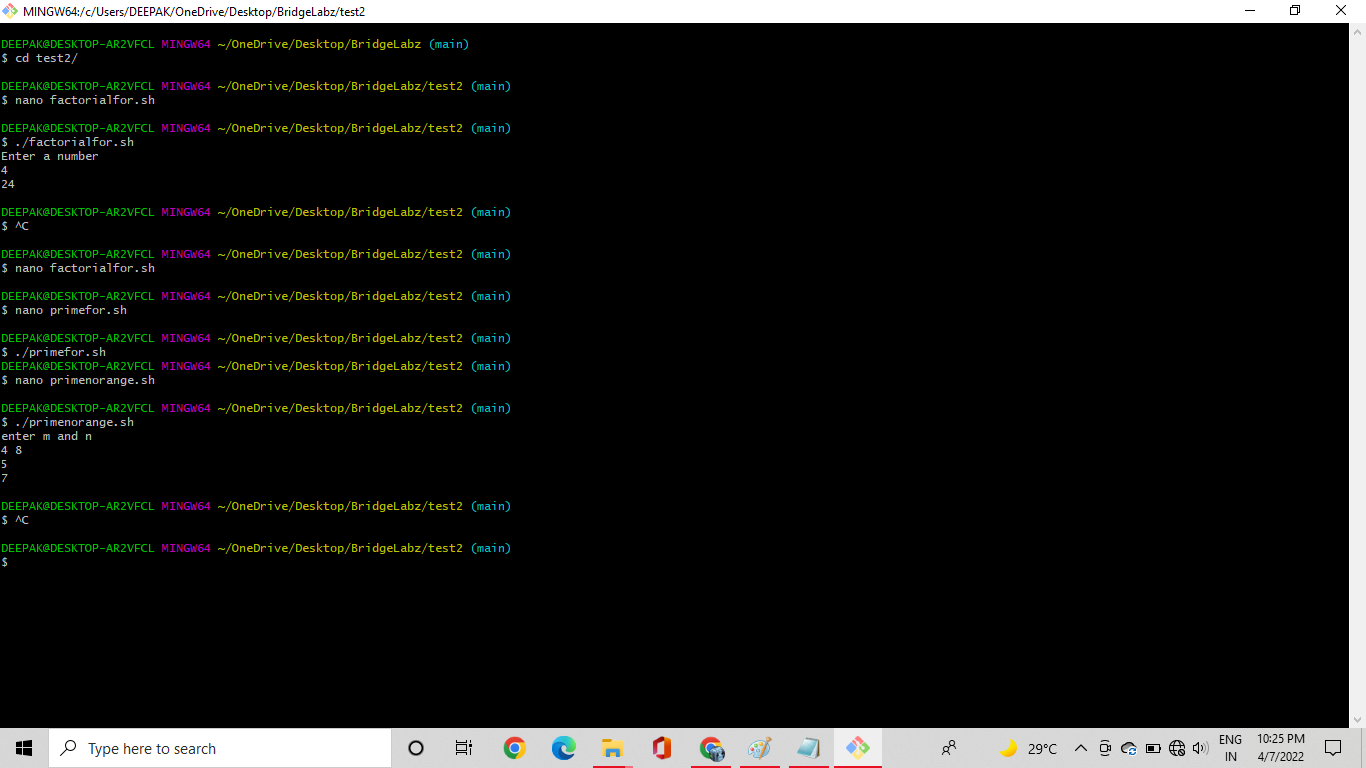 MINGW64:/c/Users/DEEPAK/OneDrive/Desktop/BridgeLabz/test2
DEEPAK@DESKTOP-AR2VFCL MINGW64 ~/OneDrive/Desktop/BridgeLabz (main)
$ cd test2/
DEEPAK@DESKTOP-AR2VFCL MINGW64 ~/OneDrive/Desktop/BridgeLabz/test2 (main)
$ nano factorialfor.sh
DEEPAK@DESKTOP-AR2VFCL MINGW64 ~/OneDrive/Desktop/BridgeLabz/test2 (main)
$ ./factorialfor.sh
Enter a number
4
24
DEEPAK@DESKTOP-AR2VFCL MINGW64 ~/OneDrive/Desktop/BridgeLabz/test2 (main)
$ ^C
DEEPAK@DESKTOP-AR2VFCL MINGW64 ~/OneDrive/Desktop/BridgeLabz/test2 (main)
$ nano factorialfor.sh
DEEPAK@DESKTOP-AR2VFCL MINGW64 ~/OneDrive/Desktop/BridgeLabz/test2 (main)
$ nano primefor.sh
DEEPAK@DESKTOP-AR2VFCL MINGW64 ~/OneDrive/Desktop/BridgeLabz/test2 (main)
$ ./primefor.sh
DEEPAK@DESKTOP-AR2VFCL MINGW64 ~/OneDrive/Desktop/BridgeLabz/test2 (main)
$ nano primenorange.sh
DEEPAK@DESKTOP-AR2VFCL MINGW64 ~/OneDrive/Desktop/BridgeLabz/test2 (main)
$ ./primenorange.sh
enter m and n
4 8
5
7
DEEPAK@DESKTOP-AR2VFCL MINGW64 ~/OneDrive/Desktop/BridgeLabz/test2 (main)
$ ^C
DEEPAK@DESKTOP-AR2VFCL MINGW64 ~/OneDrive/Desktop/BridgeLabz/test2 (main)
$
Type here to search
29°C
ENG
IN
10:25 PM
4/7/2022